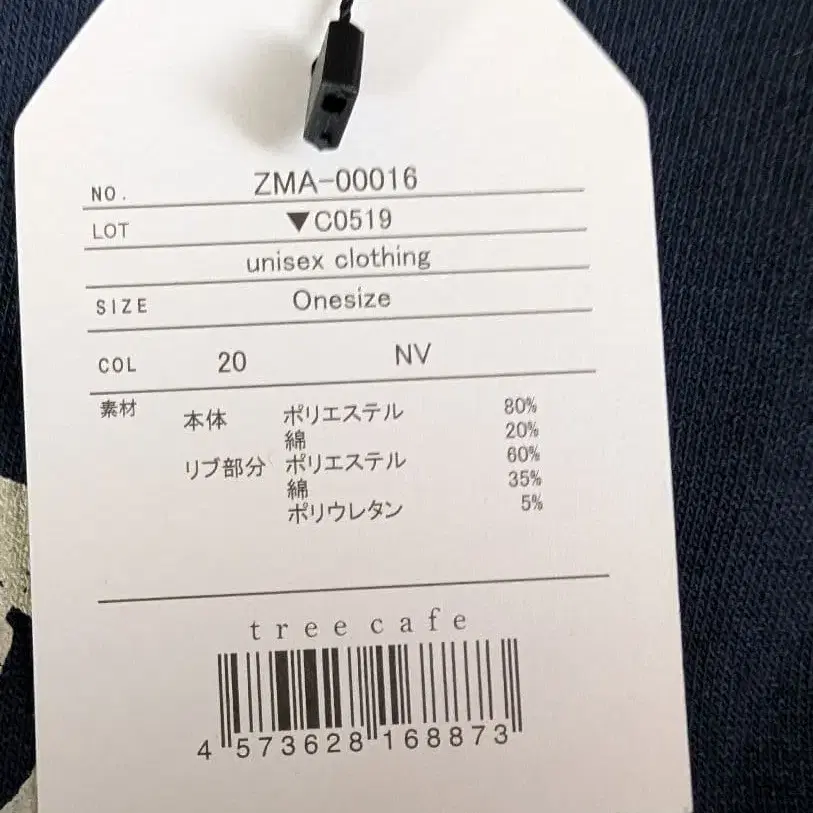 NO. ZMA-00016
LOT ▼C0519
unisex clothing
SIZE Onesize
COL 20 NV
素材 本体 ポリエステル 80%
綿 20%
リブ部分 ポリエステル 60%
綿 35%
ポリウレタン 5%
tree cafe
4 573628 168873